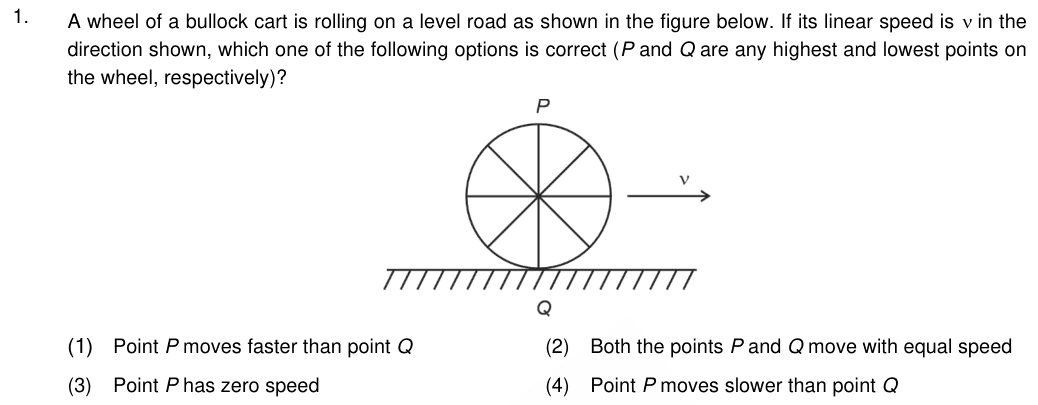 1. A wheel of a bullock cart is rolling on a level road as shown in the figure below. If its linear speed is v in the
direction shown, which one of the following options is correct (P and Q are any highest and lowest points on
the wheel, respectively)?
P
v
Q
(1) Point P moves faster than point Q (2) Both the points P and Q move with equal speed
(3) Point P has zero speed (4) Point P moves slower than point Q